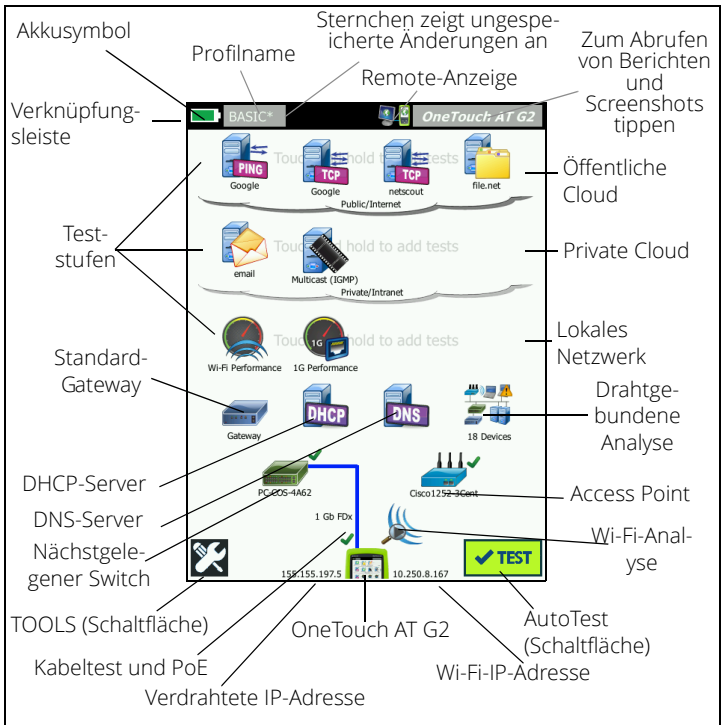 Akkusymbol
Profilname
Sternchen zeigt ungespe-
icherte Änderungen an
Remote-Anzeige
Zum Abrufen
von Berichten
und
Screenshots
tippen
Verknüpfung-
sleiste
BASIC*
OneTouch AT G2
Touch and hold to add tests
PING
TCP
TCP
Google
Google
netscout
file.net
Public/Internet
Öffentliche
Cloud
Test-
stufen
Touch and hold to add tests
email
Multicast (IGMP)
Private/Intranet
Private Cloud
Touch and hold to add tests
1G
Wi-Fi Performance
1G Performance
Lokales
Netzwerk
Standard-
Gateway
DHCP
DNS
Gateway
18 Devices
Drahtge-
bundene
Analyse
DHCP-Server
DNS-Server
Nächstgele-
gener Switch
PC-COS-4A62
Cisco1252-3Cent
Access Point
1 Gb FDx
Wi-Fi-Anal-
yse
TEST
155.155.197.5
10.250.8.167
TOOLS (Schaltfläche)
OneTouch AT G2
AutoTest
(Schaltfläche)
Kabeltest und PoE
Wi-Fi-IP-Adresse
Verdrahtete IP-Adresse